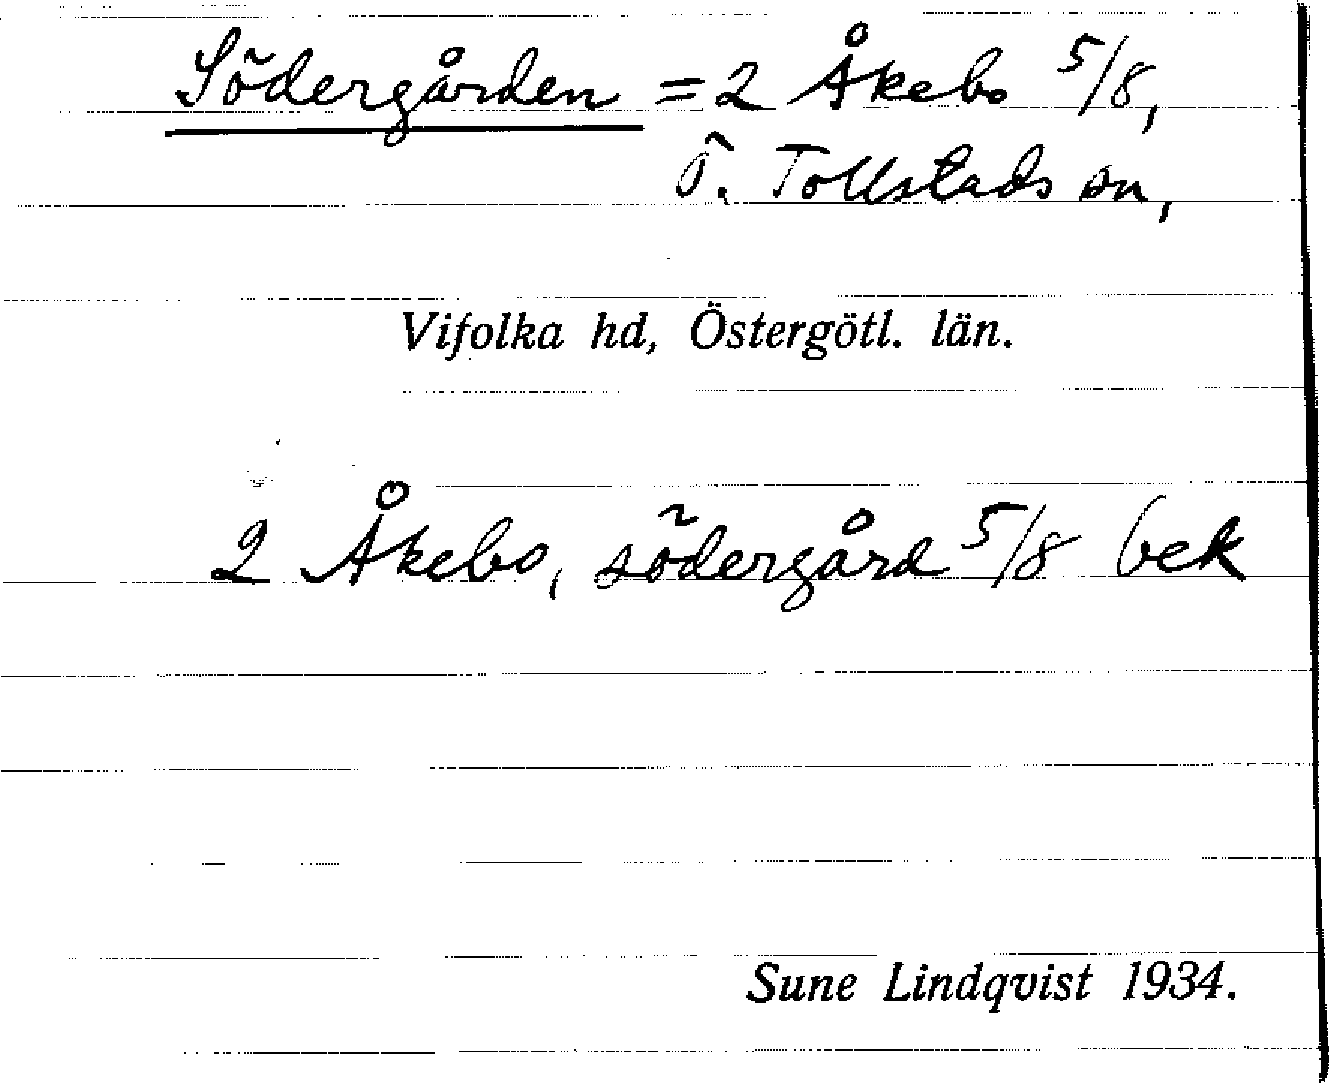 Södergården = 2 Åkebo 5/8,
Ö. Tollstads sn,
Vifolka hd, Östergötl. län.
2 Åkebo, södergård 5/8 bek
Sune Lindqvist 1934.